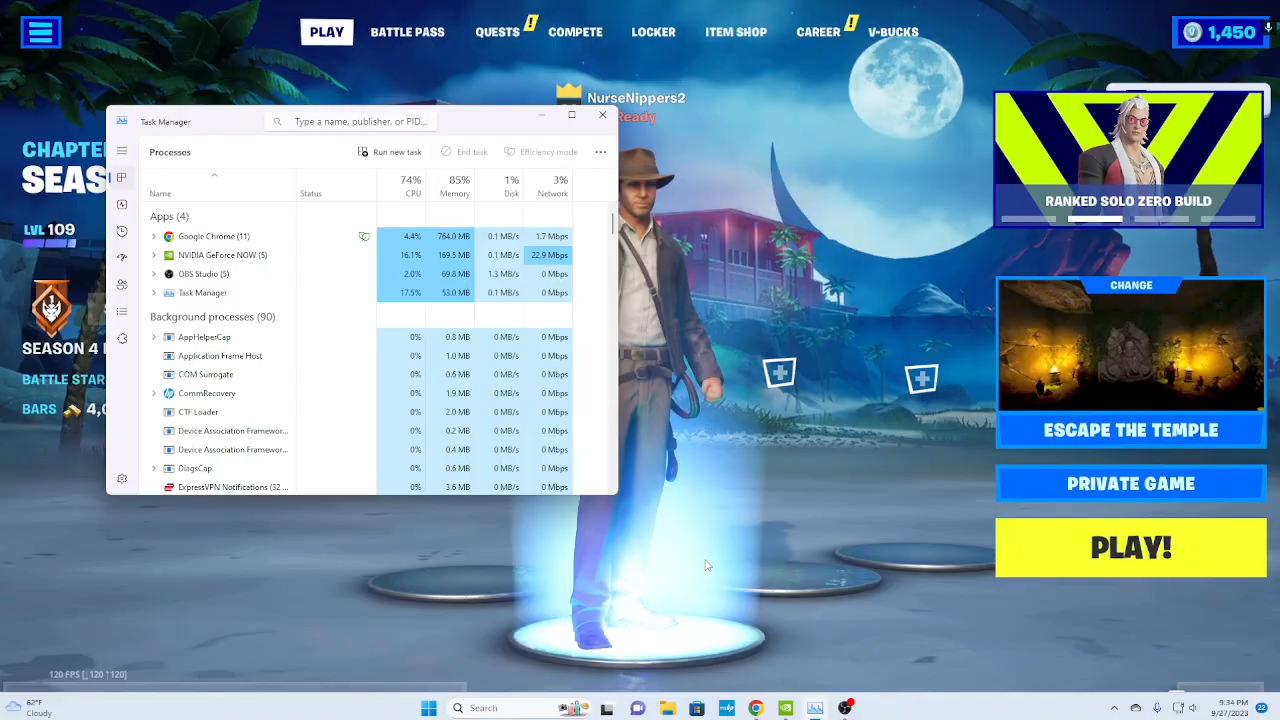 PLAY
BATTLE PASS
QUESTS
COMPETE
LOCKER
ITEM SHOP
CAREER
V-BUCKS
1,450
NurseNippers2
Ready
CHAPTE
SEAS
LVL 109
SEASON 4
BATTLE STAR
BARS 4,0
Task Manager
Type a name, publisher, or PID...
Processes
Run new task
End task
Efficiency mode
74% 85% 1% 3%
Name Status CPU Memory Disk Network
Apps (4)
Google Chrome (11) 4.4% 764.0 MB 0.1 MB/s 1.7 Mbps
NVIDIA GeForce NOW (5) 16.1% 169.5 MB 0.1 MB/s 22.9 Mbps
OBS Studio (5) 2.0% 69.8 MB 1.3 MB/s 0 Mbps
Task Manager 17.5% 53.0 MB 0.1 MB/s 0 Mbps
Background processes (90)
AppHelperCap 0% 0.8 MB 0 MB/s 0 Mbps
Application Frame Host 0% 1.0 MB 0 MB/s 0 Mbps
COM Surrogate 0% 0.6 MB 0 MB/s 0 Mbps
CommRecovery 0% 1.9 MB 0 MB/s 0 Mbps
CTF Loader 0% 2.0 MB 0 MB/s 0 Mbps
Device Association Framewor... 0% 0.2 MB 0 MB/s 0 Mbps
Device Association Framewor... 0% 0.4 MB 0 MB/s 0 Mbps
DiagsCap 0% 0.6 MB 0 MB/s 0 Mbps
ExpressVPN Notifications (32 ... 0% 3.6 MB 0 MB/s 0 Mbps
RANKED SOLO ZERO BUILD
CHANGE
ESCAPE THE TEMPLE
PRIVATE GAME
PLAY!
120 FPS [↓120 ↑120]
62°F
Cloudy
Search
9:34 PM
9/27/2023
22